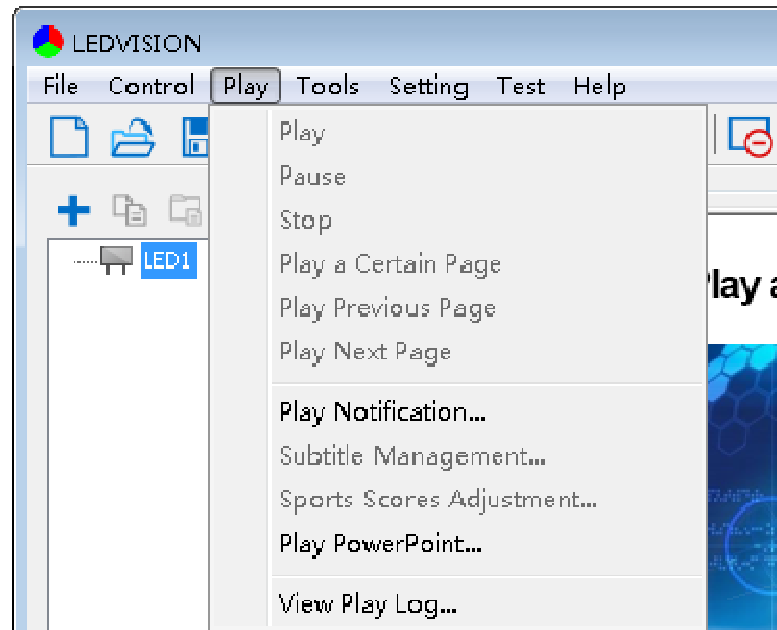 LEDVISION
File Control Play Tools Setting Test Help
Play
Pause
Stop
Play a Certain Page
Play Previous Page
Play Next Page
Play Notification...
Subtitle Management...
Sports Scores Adjustment...
Play PowerPoint...
View Play Log...
LED1
lay a